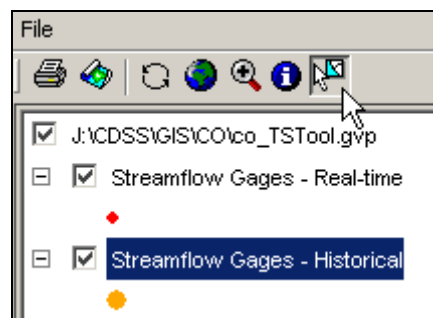 File
J:\CDSS\GIS\CO\co_TSTool.gvp
Streamflow Gages - Real-time
Streamflow Gages - Historical